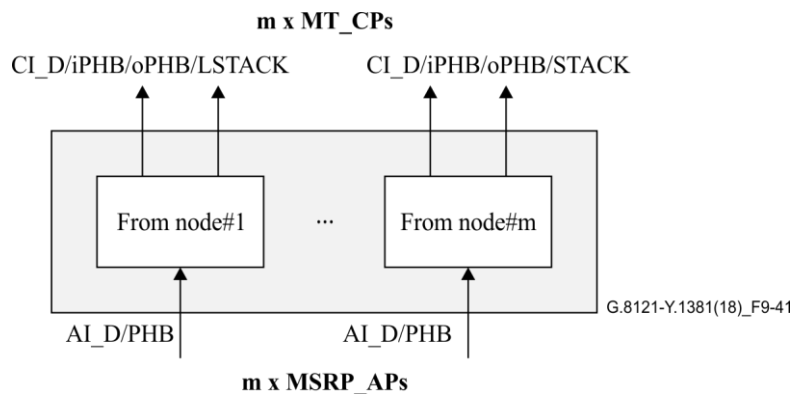 m x MT_CPs
CI_D/iPHB/oPHB/LSTACK CI_D/iPHB/oPHB/STACK
From node#1 ... From node#m
G.8121-Y.1381(18)_F9-41
AI_D/PHB AI_D/PHB
m x MSRP_APs